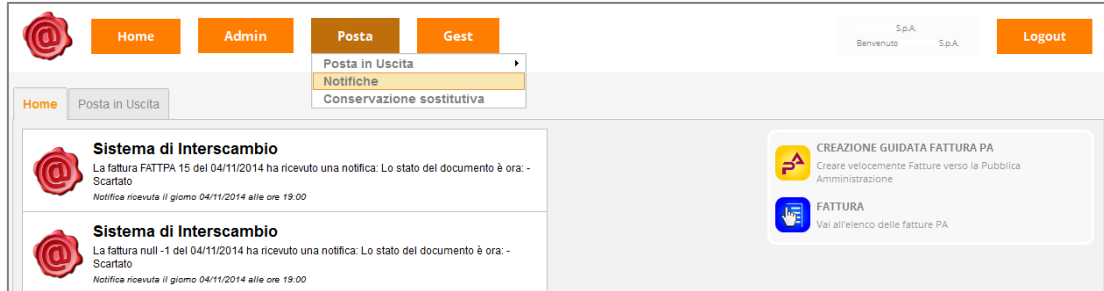 Home
Admin
Posta
Gest
S.p.A.
Benvenuto S.p.A.
Logout
Posta in Uscita
Notifiche
Conservazione sostitutiva
Home
Posta in Uscita
Sistema di Interscambio
La fattura FATTPA 15 del 04/11/2014 ha ricevuto una notifica: Lo stato del documento è ora: -
Scartato
Notifica ricevuta il giorno 04/11/2014 alle ore 19:00
Sistema di Interscambio
La fattura null -1 del 04/11/2014 ha ricevuto una notifica: Lo stato del documento è ora: -
Scartato
Notifica ricevuta il giorno 04/11/2014 alle ore 19:00
CREAZIONE GUIDATA FATTURA PA
Creare velocemente Fatture verso la Pubblica
Amministrazione
FATTURA
Vai all'elenco delle fatture PA